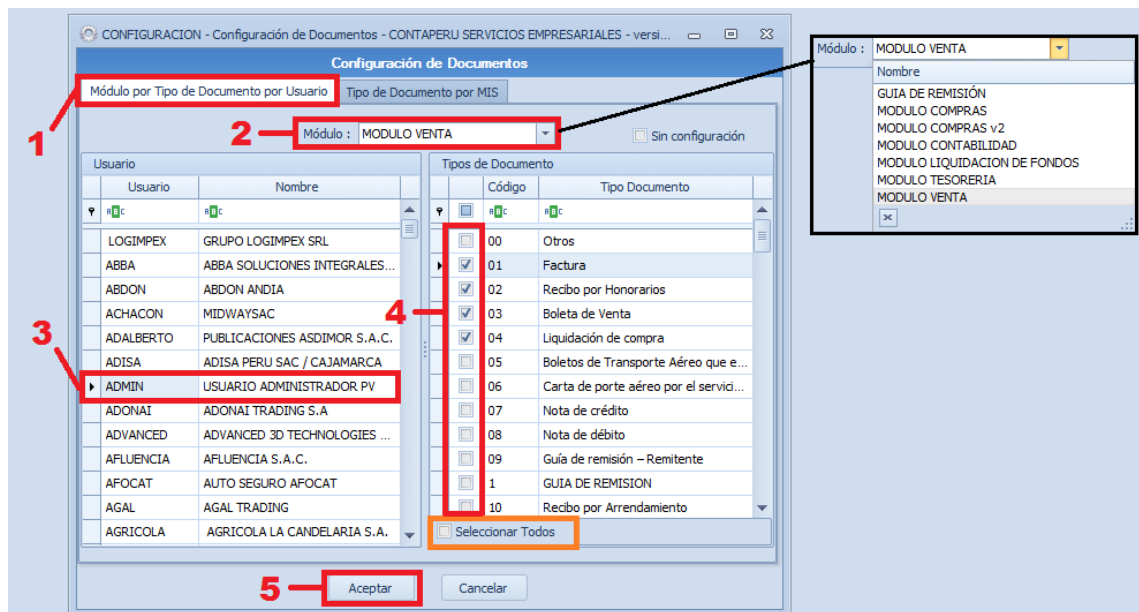 CONFIGURACION - Configuración de Documentos - CONTAPERU SERVICIOS EMPRESARIALES - versi...
Configuración de Documentos
1
Módulo por Tipo de Documento por Usuario
Tipo de Documento por MIS
2
Módulo : MODULO VENTA
Sin configuración
Módulo : MODULO VENTA
Nombre
GUIA DE REMISIÓN
MODULO COMPRAS
MODULO COMPRAS v2
MODULO CONTABILIDAD
MODULO LIQUIDACION DE FONDOS
MODULO TESORERIA
MODULO VENTA
Usuario
Usuario Nombre
LOGIMPEX GRUPO LOGIMPEX SRL
ABBA ABBA SOLUCIONES INTEGRALES...
ABDON ABDON ANDIA
ACHACON MIDWAYSAC
ADALBERTO PUBLICACIONES ASDIMOR S.A.C.
ADISA ADISA PERU SAC / CAJAMARCA
3
ADMIN USUARIO ADMINISTRADOR PV
ADONAI ADONAI TRADING S.A
ADVANCED ADVANCED 3D TECHNOLOGIES ...
AFLUENCIA AFLUENCIA S.A.C.
AFOCAT AUTO SEGURO AFOCAT
AGAL AGAL TRADING
AGRICOLA AGRICOLA LA CANDELARIA S.A.
Tipos de Documento
Código Tipo Documento
00 Otros
01 Factura
02 Recibo por Honorarios
4
03 Boleta de Venta
04 Liquidación de compra
05 Boletos de Transporte Aéreo que e...
06 Carta de porte aéreo por el servici...
07 Nota de crédito
08 Nota de débito
09 Guía de remisión – Remitente
1 GUIA DE REMISION
10 Recibo por Arrendamiento
Seleccionar Todos
5
Aceptar
Cancelar